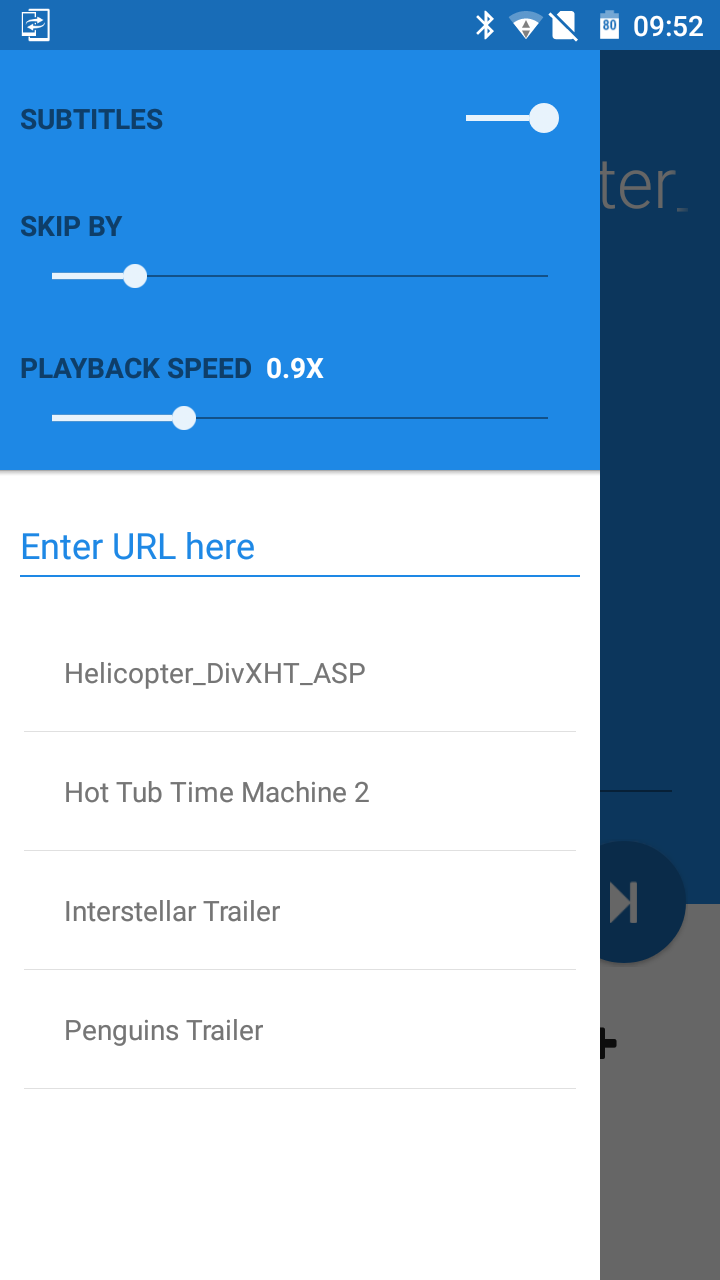 80 09:52
SUBTITLES
ter_
SKIP BY
PLAYBACK SPEED 0.9X
Enter URL here
Helicopter_DivXHT_ASP
Hot Tub Time Machine 2
Interstellar Trailer
Penguins Trailer